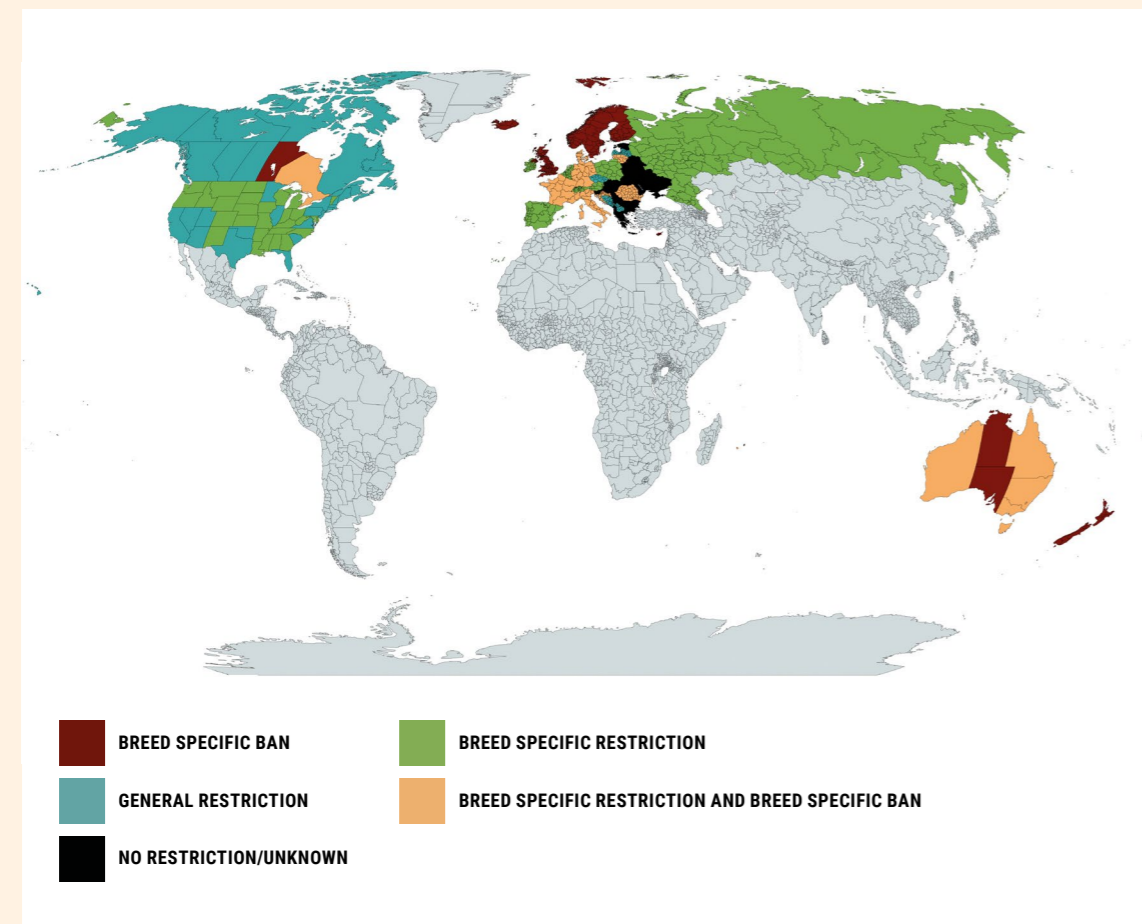 BREED SPECIFIC BAN
BREED SPECIFIC RESTRICTION
GENERAL RESTRICTION
BREED SPECIFIC RESTRICTION AND BREED SPECIFIC BAN
NO RESTRICTION/UNKNOWN